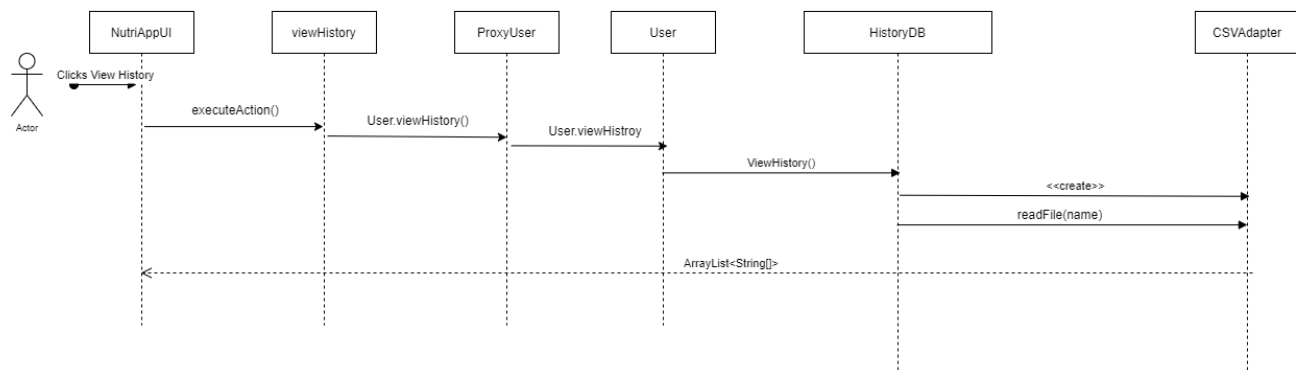 NutriAppUI
viewHistory
ProxyUser
User
HistoryDB
CSVAdapter
Clicks View History
Actor
executeAction()
User.viewHistory()
User.viewHistroy
ViewHistory()
<<create>>
readFile(name)
ArrayList<String[]>